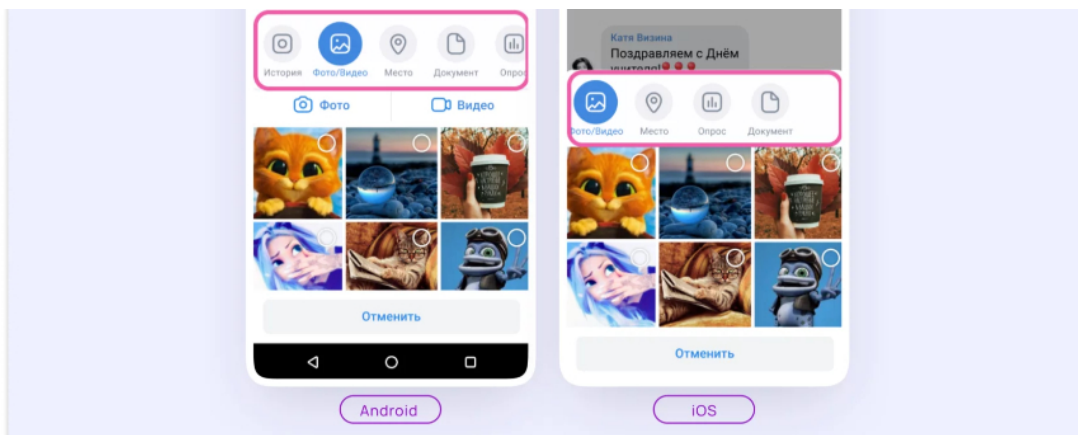 История Фото/Видео Место Документ Опрос
Фото Видео
Отменить
Android
Катя Визина
Поздравляем с Днём
учителя!
Фото/Видео Место Опрос Документ
Отменить
iOS